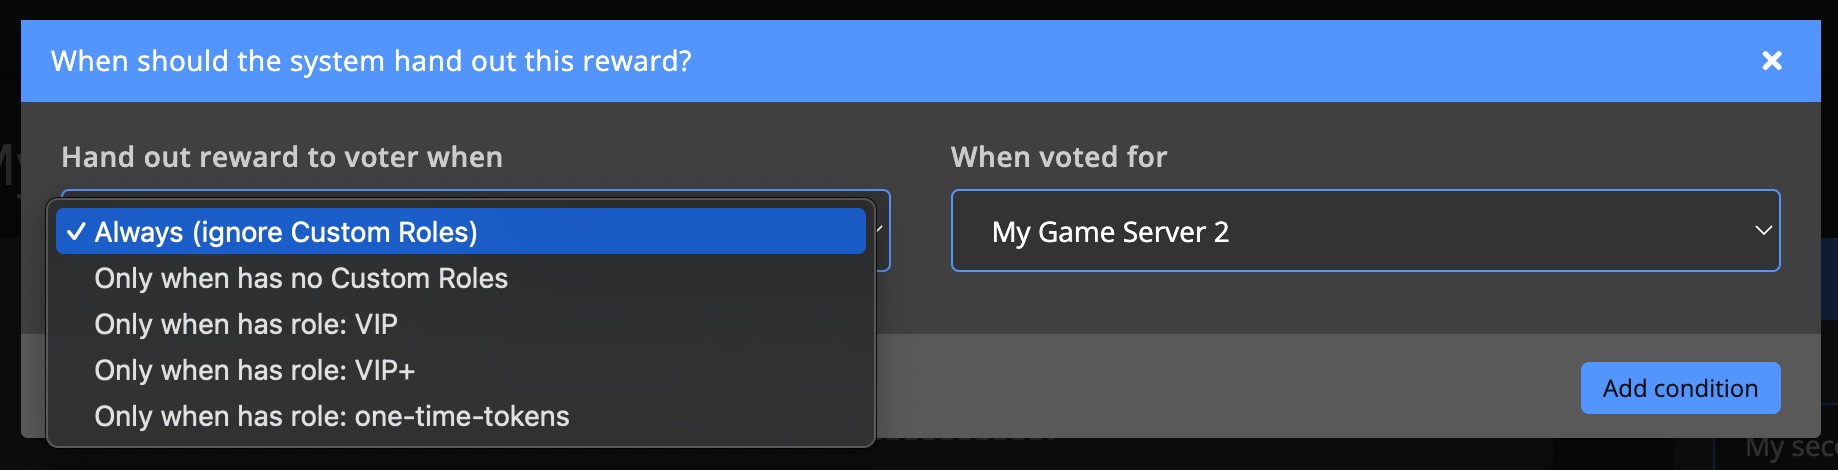 When should the system hand out this reward?
Hand out reward to voter when
When voted for
Always (ignore Custom Roles)
My Game Server 2
Only when has no Custom Roles
Only when has role: VIP
Only when has role: VIP+
Only when has role: one-time-tokens
Add condition
My sec